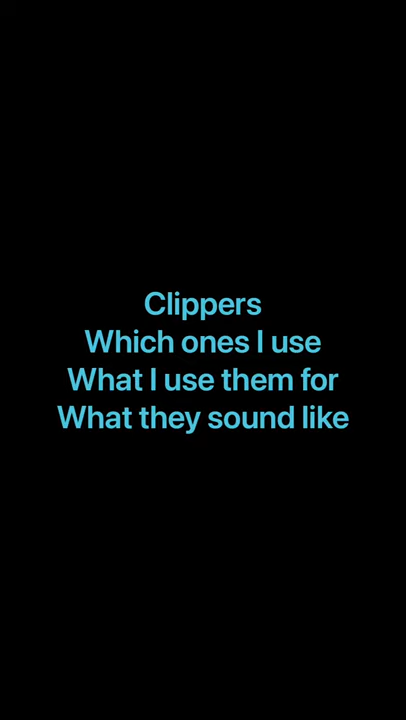 Clippers
Which ones I use
What I use them for
What they sound like